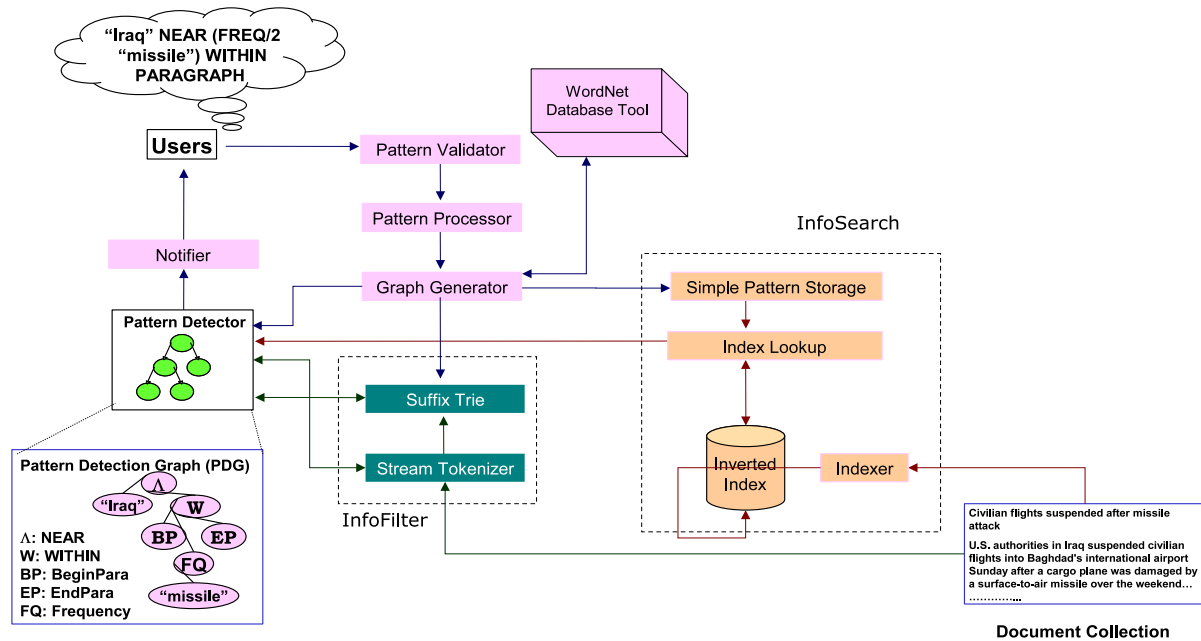 “Iraq” NEAR (FREQ/2
“missile”) WITHIN
PARAGRAPH
WordNet
Database Tool
Users
Pattern Validator
Pattern Processor
InfoSearch
Notifier
Graph Generator
Simple Pattern Storage
Pattern Detector
Index Lookup
Suffix Trie
Stream Tokenizer
Inverted
Index
Indexer
InfoFilter
Pattern Detection Graph (PDG)
Λ
“Iraq”
W
BP
EP
FQ
“missile”
Λ: NEAR
W: WITHIN
BP: BeginPara
EP: EndPara
FQ: Frequency
Civilian flights suspended after missile
attack
U.S. authorities in Iraq suspended civilian
flights into Baghdad's international airport
Sunday after a cargo plane was damaged by
a surface-to-air missile over the weekend…
…………...
Document Collection